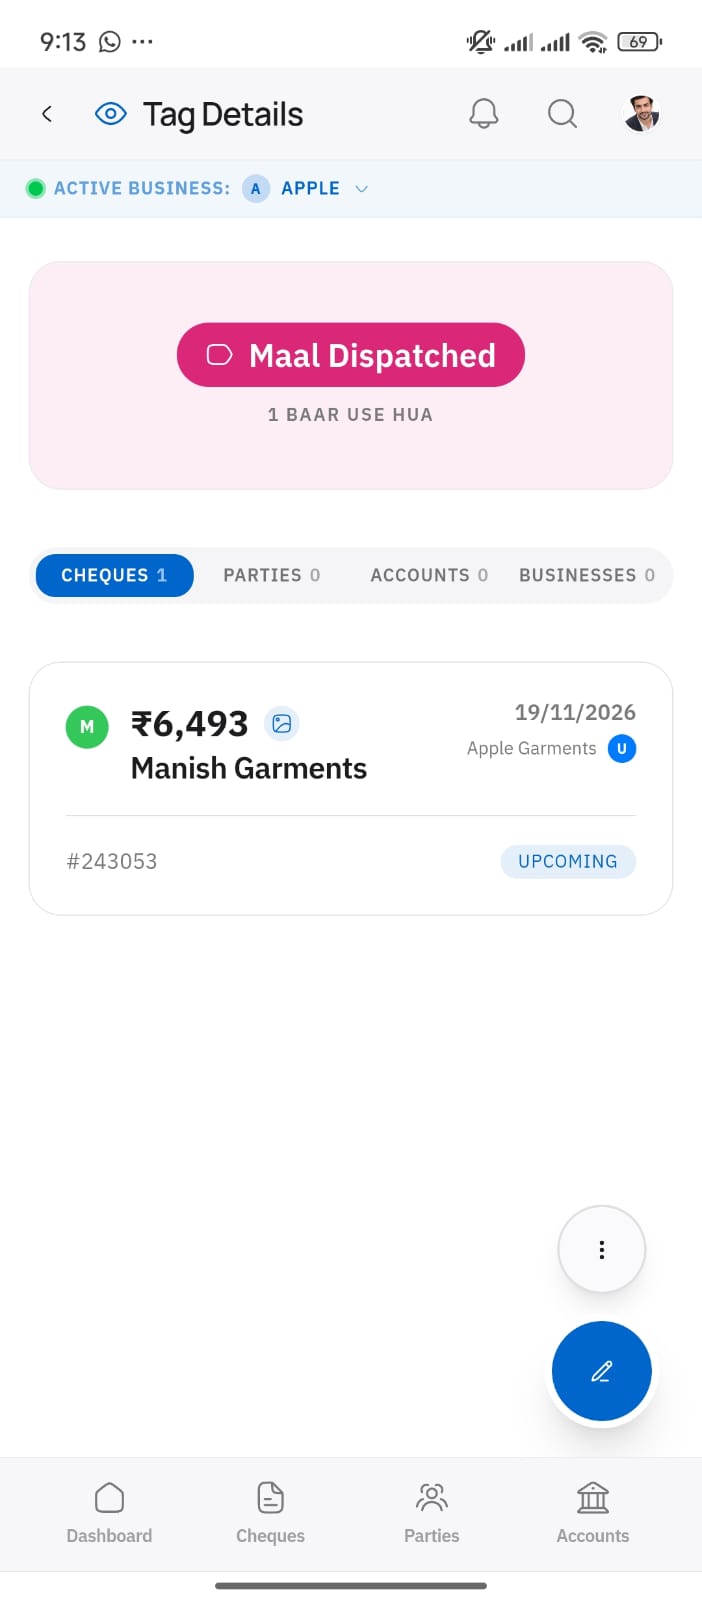 9:13
69
Tag Details
ACTIVE BUSINESS: A APPLE
Maal Dispatched
1 BAAR USE HUA
CHEQUES 1 PARTIES 0 ACCOUNTS 0 BUSINESSES 0
M ₹6,493 19/11/2026
Manish Garments Apple Garments U
#243053 UPCOMING
Dashboard Cheques Parties Accounts